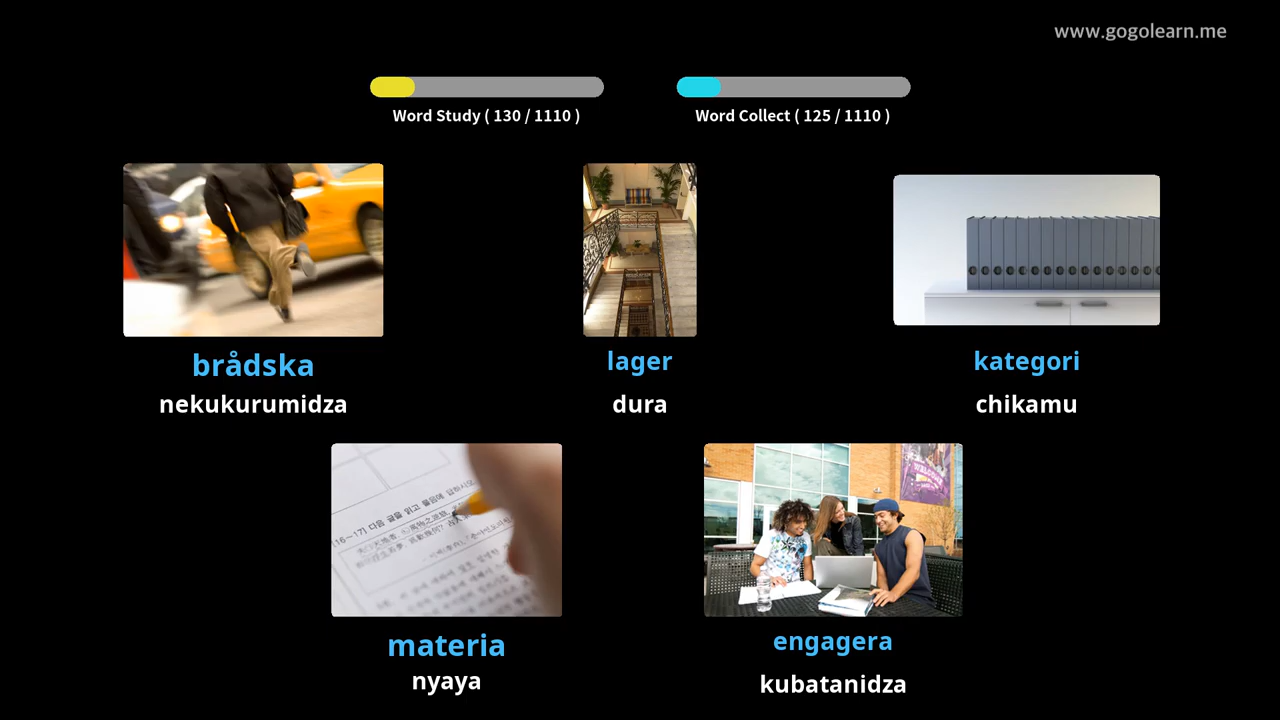 www.gogolearn.me
Word Study ( 130 / 1110 )
Word Collect ( 125 / 1110 )
brådska
nekukurumidza
lager
dura
kategori
chikamu
materia
nyaya
engagera
kubatanidza